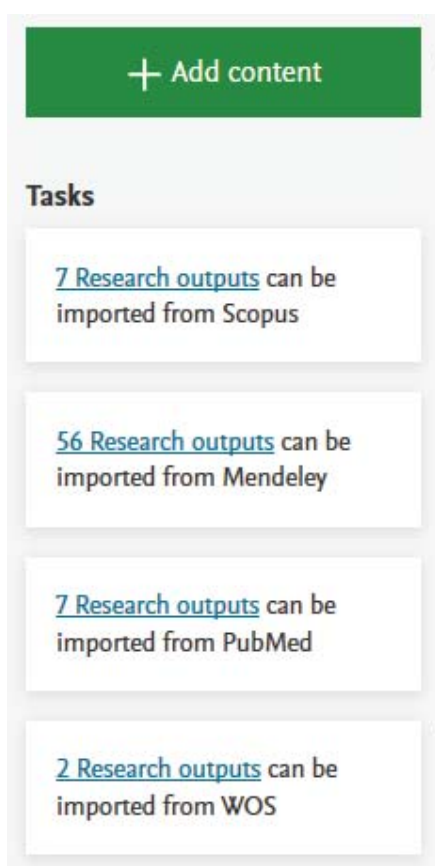 + Add content
Tasks
7 Research outputs can be
imported from Scopus
56 Research outputs can be
imported from Mendeley
7 Research outputs can be
imported from PubMed
2 Research outputs can be
imported from WOS